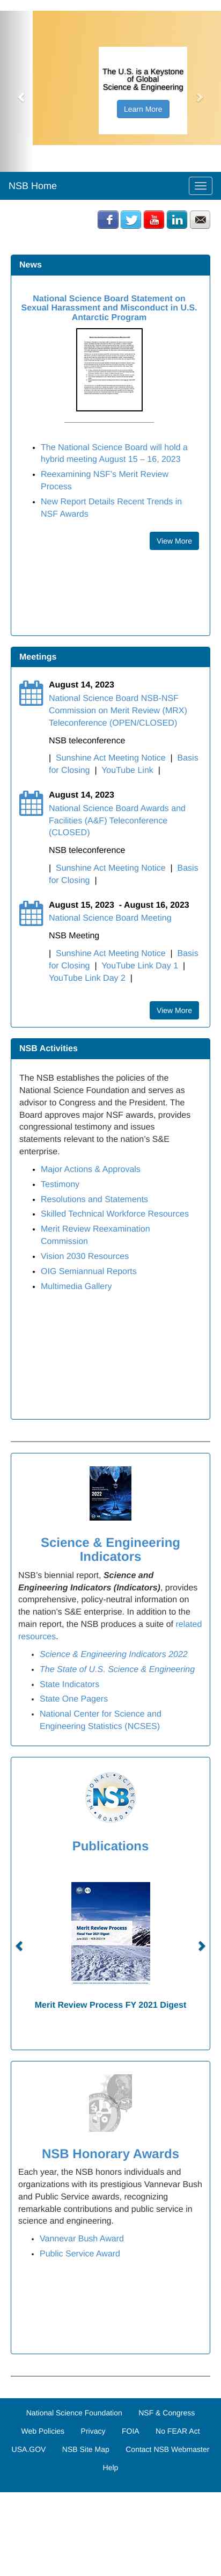 The U.S. is a Keystone
of Global
Science & Engineering
Learn More
NSB Home
News
National Science Board Statement on
Sexual Harassment and Misconduct in U.S.
Antarctic Program
The National Science Board will hold a
hybrid meeting August 15 – 16, 2023
Reexamining NSF's Merit Review
Process
New Report Details Recent Trends in
NSF Awards
View More
Meetings
August 14, 2023
National Science Board NSB-NSF
Commission on Merit Review (MRX)
Teleconference (OPEN/CLOSED)
NSB teleconference
| Sunshine Act Meeting Notice | Basis
for Closing | YouTube Link |
August 14, 2023
National Science Board Awards and
Facilities (A&F) Teleconference
(CLOSED)
NSB teleconference
| Sunshine Act Meeting Notice | Basis
for Closing |
August 15, 2023 - August 16, 2023
National Science Board Meeting
NSB Meeting
| Sunshine Act Meeting Notice | Basis
for Closing | YouTube Link Day 1 |
YouTube Link Day 2 |
View More
NSB Activities
The NSB establishes the policies of the
National Science Foundation and serves as
advisor to Congress and the President. The
Board approves major NSF awards, provides
congressional testimony and issues
statements relevant to the nation's S&E
enterprise.
Major Actions & Approvals
Testimony
Resolutions and Statements
Skilled Technical Workforce Resources
Merit Review Reexamination
Commission
Vision 2030 Resources
OIG Semiannual Reports
Multimedia Gallery
2022
Science & Engineering
Indicators
NSB's biennial report, Science and
Engineering Indicators (Indicators), provides
comprehensive, policy-neutral information on
the nation's S&E enterprise. In addition to the
main report, the NSB produces a suite of related
resources.
Science & Engineering Indicators 2022
The State of U.S. Science & Engineering
State Indicators
State One Pagers
National Center for Science and
Engineering Statistics (NCSES)
NATIONAL SCIENCE BOARD
NSB
Publications
Merit Review Process
Fiscal Year 2021 Digest
Merit Review Process FY 2021 Digest
NSB Honorary Awards
Each year, the NSB honors individuals and
organizations with its prestigious Vannevar Bush
and Public Service awards, recognizing
remarkable contributions and public service in
science and engineering.
Vannevar Bush Award
Public Service Award
National Science Foundation NSF & Congress
Web Policies Privacy FOIA No FEAR Act
USA.GOV NSB Site Map Contact NSB Webmaster
Help